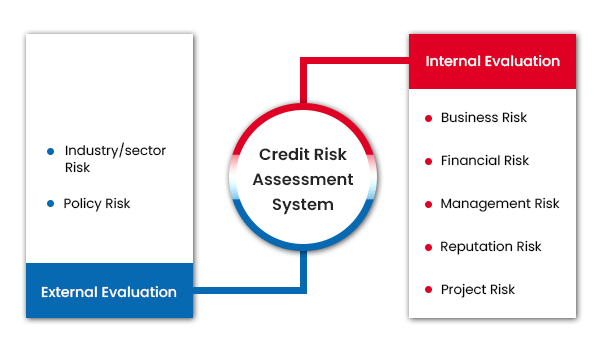 Industry/sector
Risk
Policy Risk
External Evaluation
Credit Risk
Assessment
System
Internal Evaluation
Business Risk
Financial Risk
Management Risk
Reputation Risk
Project Risk